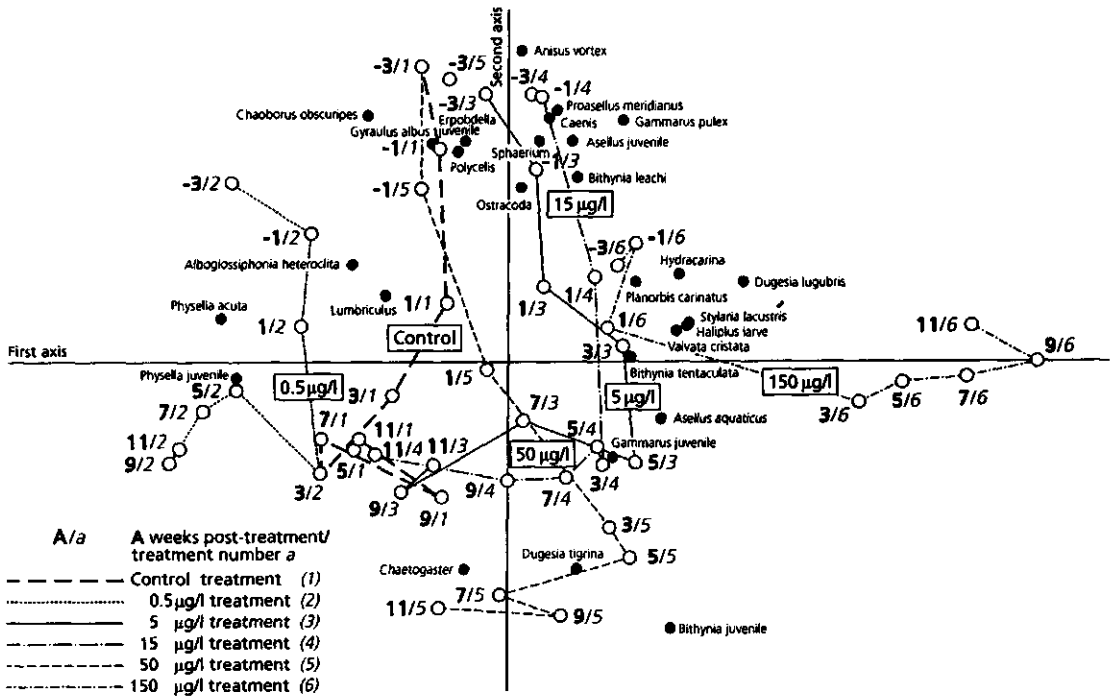 Second axis
Anisus vortex
-3/1
-3/5
-3/4
-1/4
-3/3
Proasellus meridianus
Chaoborus obscuripes
Erpobdella
Caenis
Gammarus pulex
Gyraulus albus juvenile
-1/1
Polycelis
Sphaerium
Asellus juvenile
-1/3
Bithynia leachi
-3/2
-1/5
Ostracoda
15 µg/l
-1/2
-3/6
-1/6
Alboglossiphonia heteroclita
Hydracarina
1/4
Planorbis carinatus
Dugesia lugubris
Physella acuta
Lumbriculus
1/1
1/3
1/2
1/6
Stylaria lacustris
Haliplus larve
11/6
Control
Valvata cristata
First axis
3/3
9/6
Bithynia tentaculata
Physella juvenile
1/5
150 µg/l
5/2
0.5 µg/l
3/1
5 µg/l
3/6
5/6
7/6
7/2
7/1
7/3
Asellus aquaticus
11/2
11/1
5/4
Gammarus juvenile
9/2
5/1
11/4
11/3
50 µg/l
5/3
3/2
9/4
7/4
3/4
9/3
9/1
3/5
A/a
A weeks post-treatment/
treatment number a
5/5
Chaetogaster
Dugesia tigrina
Control treatment (1)
7/5
0.5 µg/l treatment (2)
11/5
9/5
5 µg/l treatment (3)
Bithynia juvenile
15 µg/l treatment (4)
50 µg/l treatment (5)
150 µg/l treatment (6)